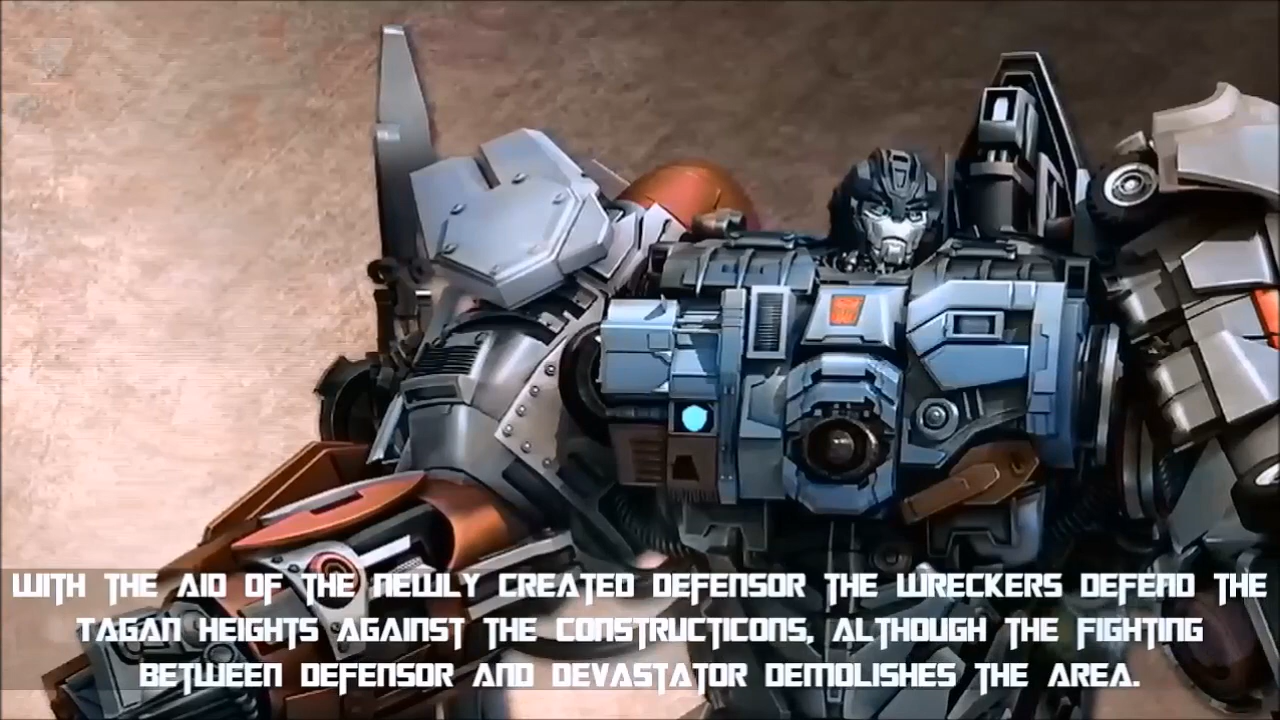 WITH THE AID OF THE NEWLY CREATED DEFENSOR THE WRECKERS DEFEND THE
TAGAN HEIGHTS AGAINST THE CONSTRUCTICONS, ALTHOUGH THE FIGHTING
BETWEEN DEFENSOR AND DEVASTATOR DEMOLISHES THE AREA.